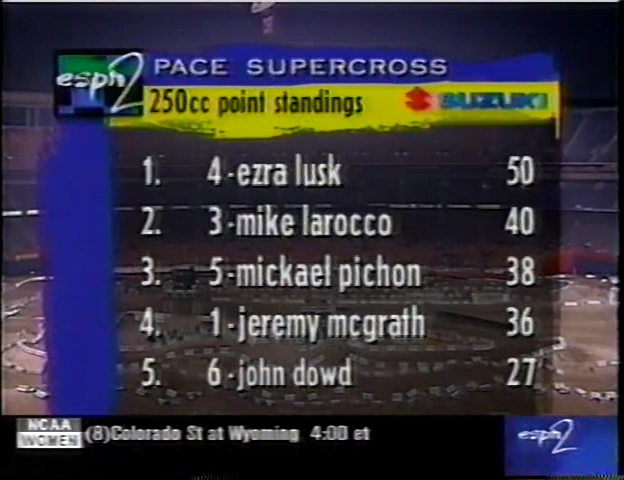 espn2 PACE SUPERCROSS
250cc point standings SUZUKI
1. 4-ezra lusk 50
2. 3-mike larocco 40
3. 5-mickael pichon 38
4. 1-jeremy mcgrath 36
5. 6-john dowd 27
NCAA
WOMEN (8)Colorado St at Wyoming 4:00 et espn2